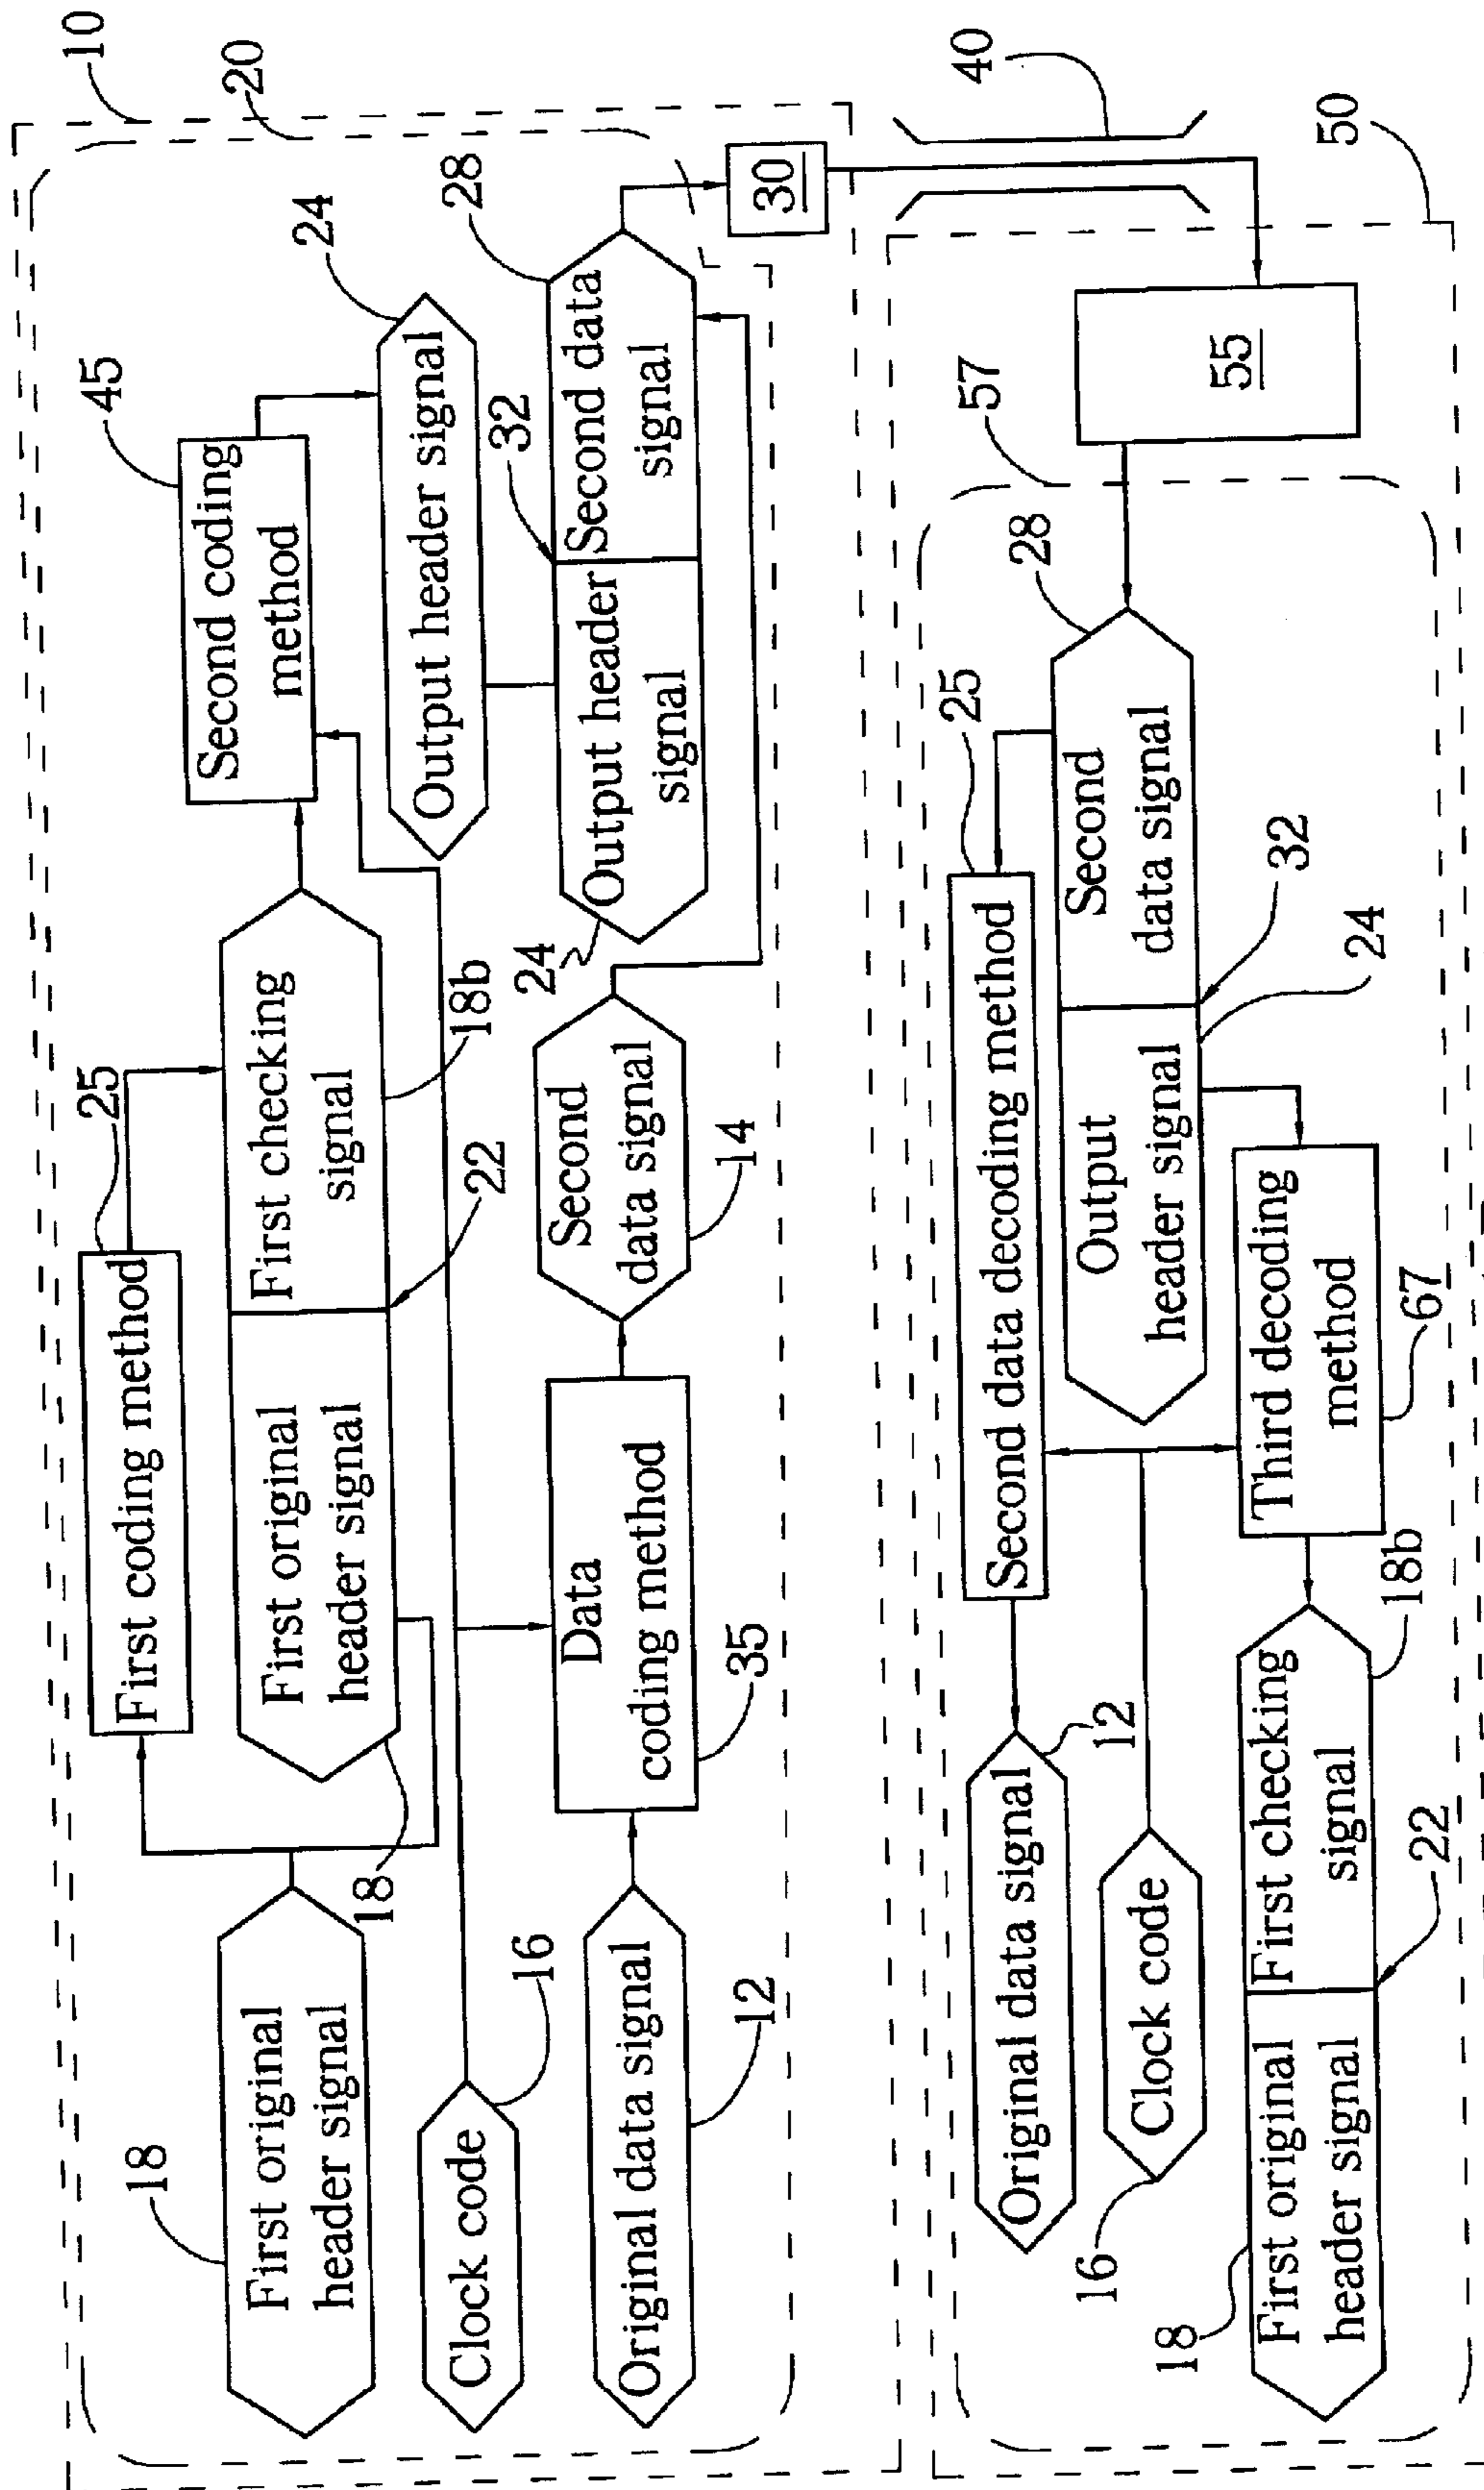 10
20
18
First original
header signal
First coding method
25
First original
header signal
First checking
signal
18
22
18b
Second coding
method
45
Output header signal
24
Clock code
16
Original data signal
12
Data
coding method
35
Second
data signal
14
Output header
signal
Second data
signal
24
32
28
30
40
50
55
57
Second
data signal
Output
header signal
28
32
24
Second data decoding method
25
Original data signal
12
Clock code
16
Third decoding
method
67
First original
header signal
First checking
signal
18
22
18b